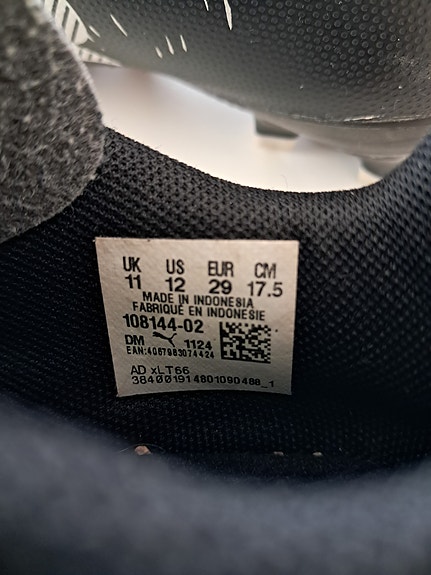 UK US EUR CM
11 12 29 17.5
MADE IN INDONESIA
FABRIQUÉ EN INDONESIE
108144-02
DM 1124
EAN:4067983074424
AD xLT66
384001914801090488_1